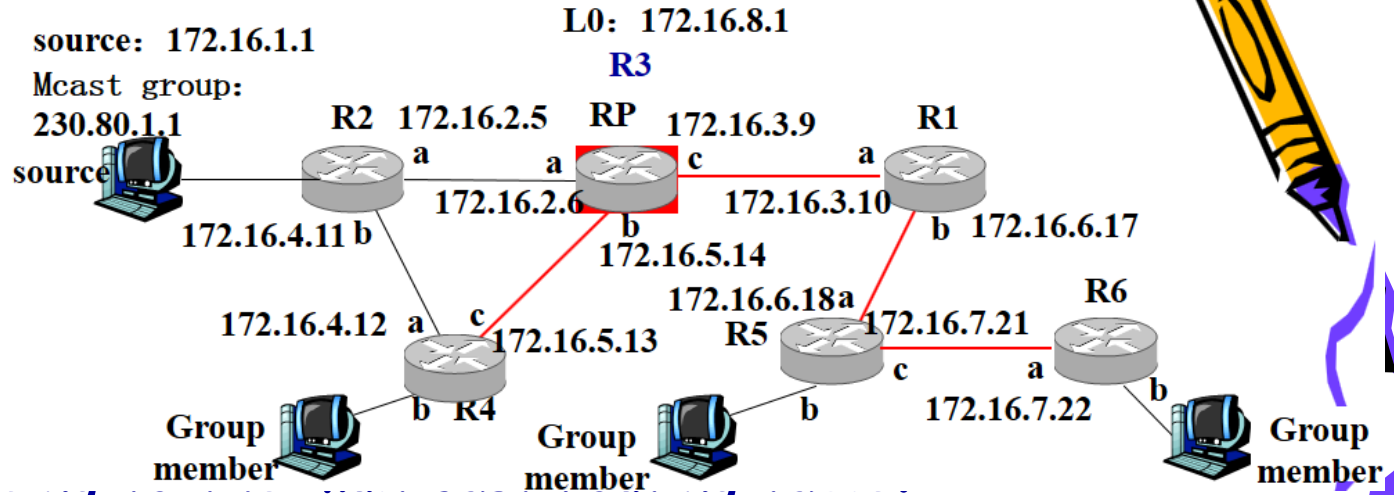 L0：172.16.8.1
source：172.16.1.1
R3
Mcast group：
230.80.1.1
R2 172.16.2.5 RP 172.16.3.9 R1
a a c a
source
172.16.2.6 172.16.3.10
172.16.4.11 b b b 172.16.6.17
172.16.5.14
172.16.6.18 a R6
172.16.4.12 a c R5 172.16.7.21
172.16.5.13
c a
b R4 b 172.16.7.22 b
Group Group Group
member member member